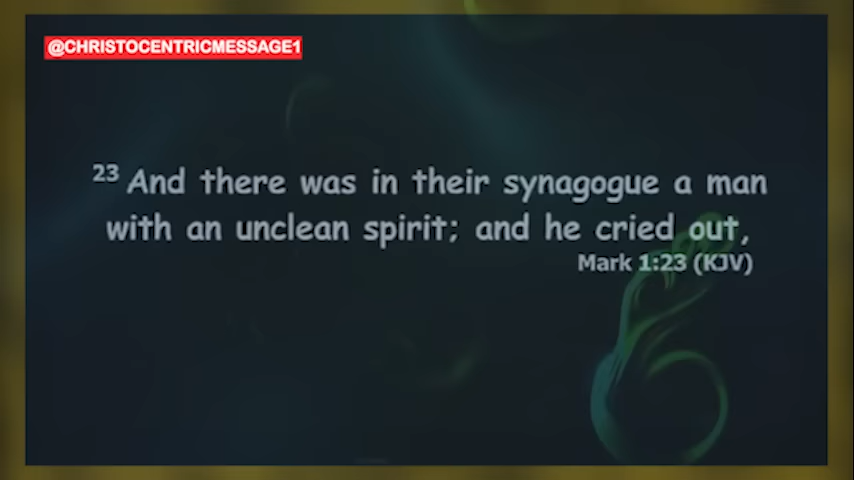 @CHRISTOCENTRICMESSAGE1
23 And there was in their synagogue a man
with an unclean spirit; and he cried out,
Mark 1:23 (KJV)